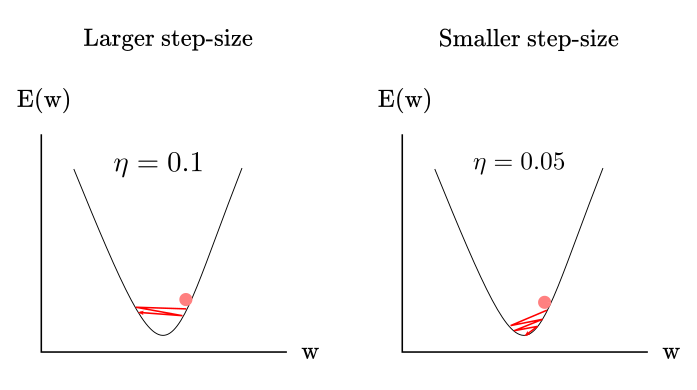 Larger step-size
E(w)
η = 0.1
w
Smaller step-size
E(w)
η = 0.05
w